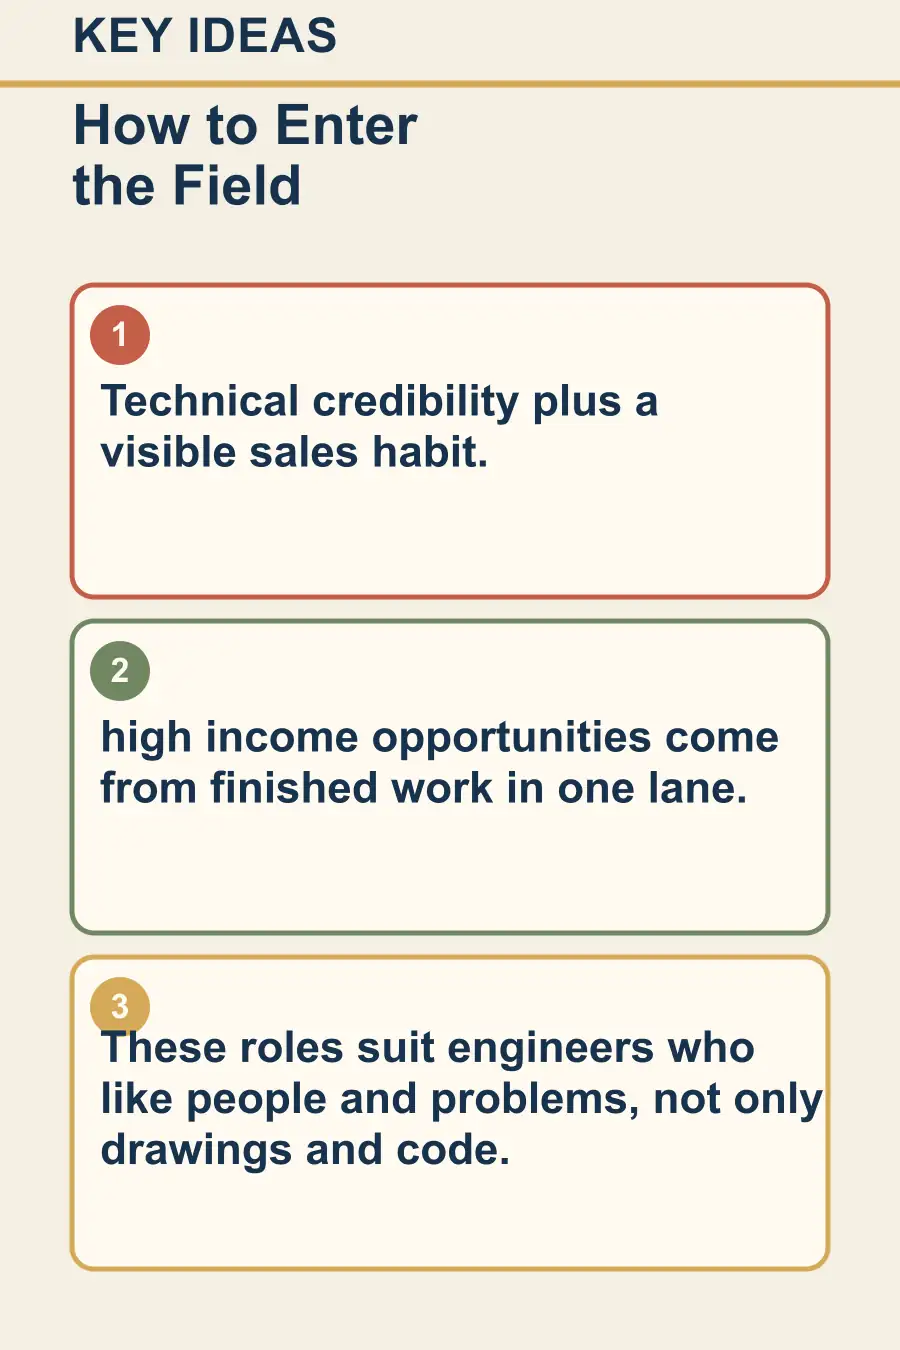 KEY IDEAS
How to Enter
the Field
1
Technical credibility plus a
visible sales habit.
2
high income opportunities come
from finished work in one lane.
3
These roles suit engineers who
like people and problems, not only
drawings and code.